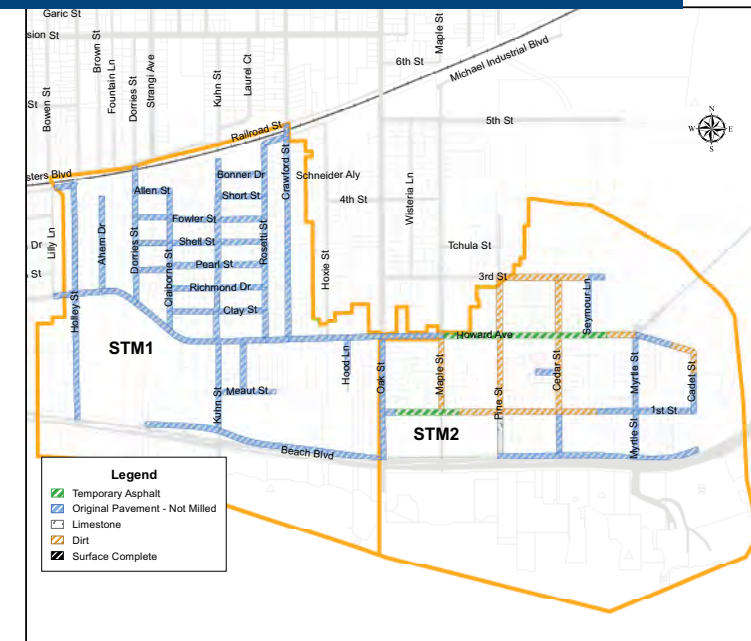 Garic St
sion St
Brown St
Fountain Ln
Dorries St
Strangi Ave
Kuhn St
Laurel Ct
Maple St
6th St
Michael Industrial Blvd
St
Bowen St
5th St
N
W
E
S
Railroad St
sters Blvd
Bonner Dr
Crawford St
Schneider Aly
Allen St
Short St
4th St
Wisteria Ln
Lilly Ln
Ahern Dr
Dorries St
Fowler St
Shell St
Rosetti St
Hoxie St
Tchula St
Dr
St
Pearl St
Claiborne St
Richmond Dr
3rd St
Holley St
Clay St
Seymour Ln
Howard Ave
STM1
Hood Ln
Oak St
Maple St
Pine St
Cedar St
Myrtle St
Cadet St
Kuhn St
Meaut St
1st St
STM2
Myrtle St
Beach Blvd
Legend
Temporary Asphalt
Original Pavement - Not Milled
Limestone
Dirt
Surface Complete